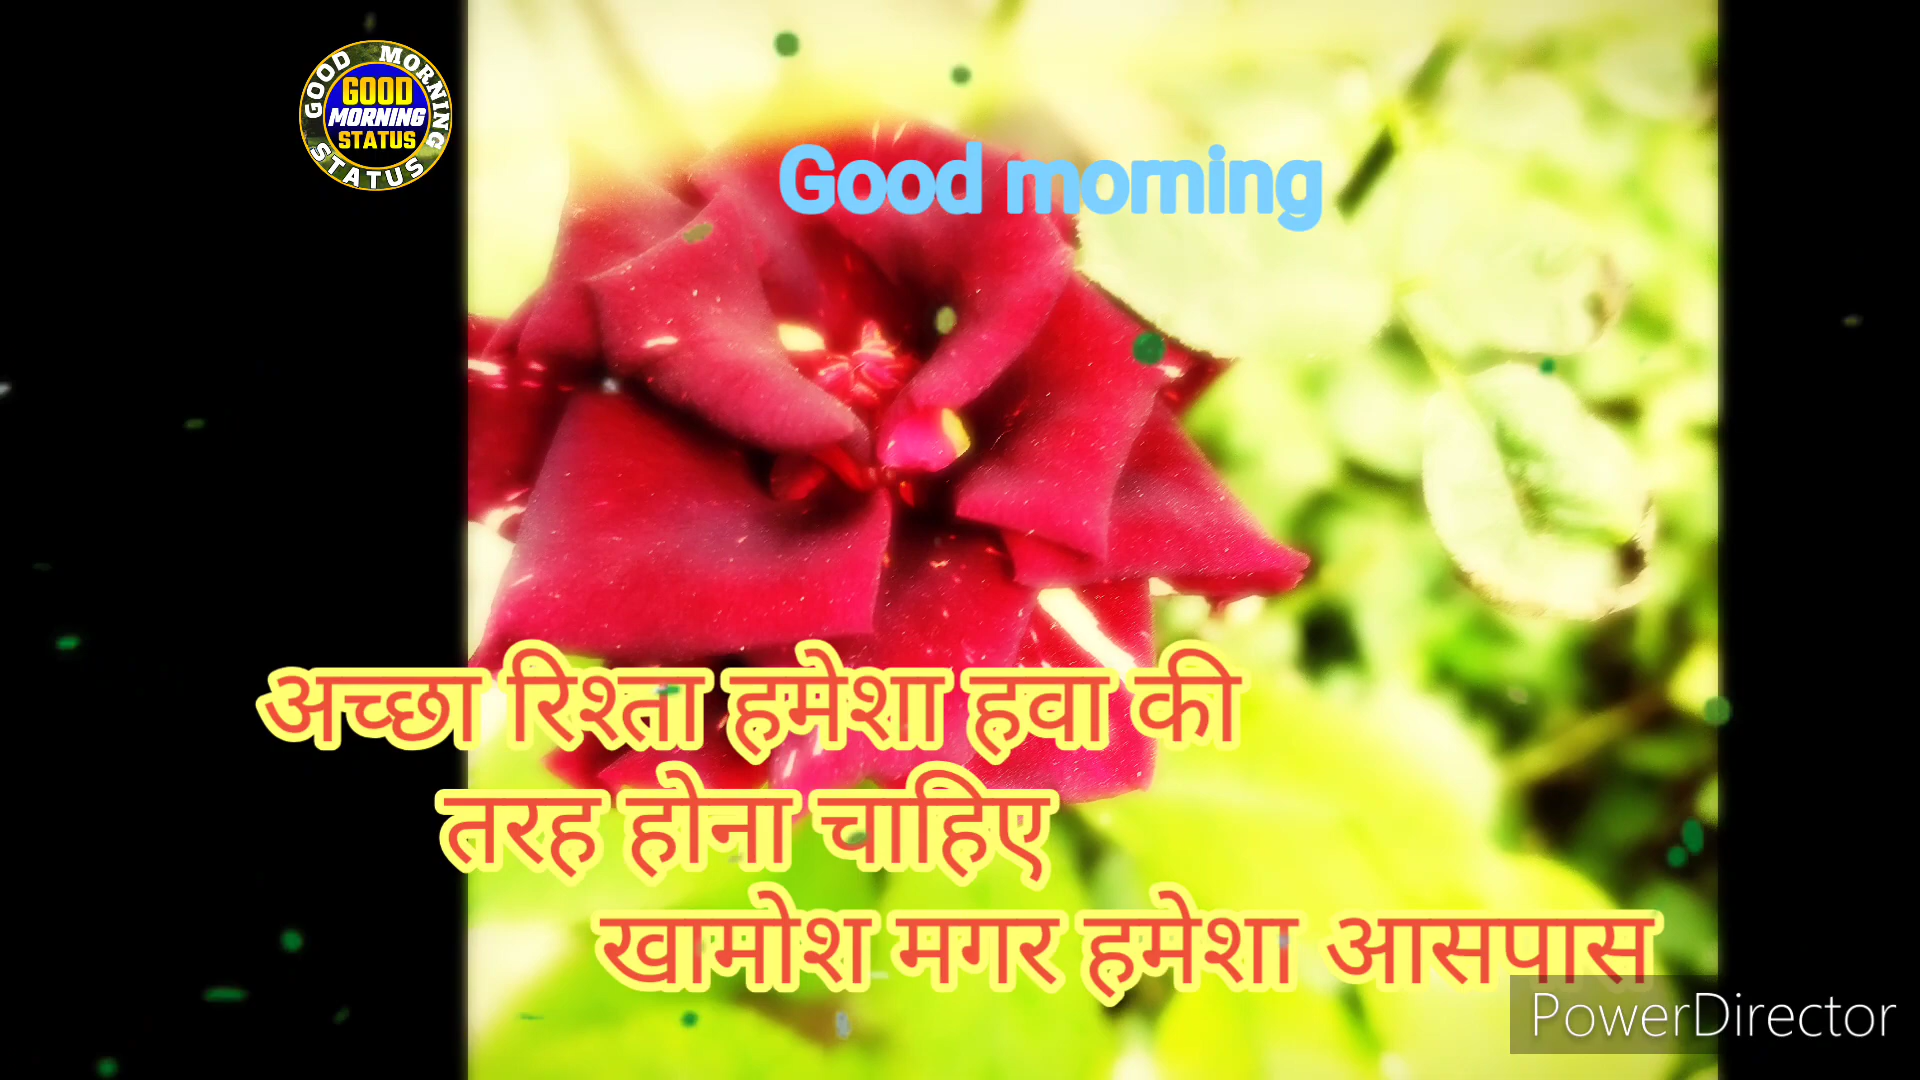 GOOD MORNING
GOOD
MORNING
STATUS
STATUS
Good morning
अच्छा रिश्ता हमेशा हवा की
तरह होना चाहिए
खामोश मगर हमेशा आसपास
PowerDirector